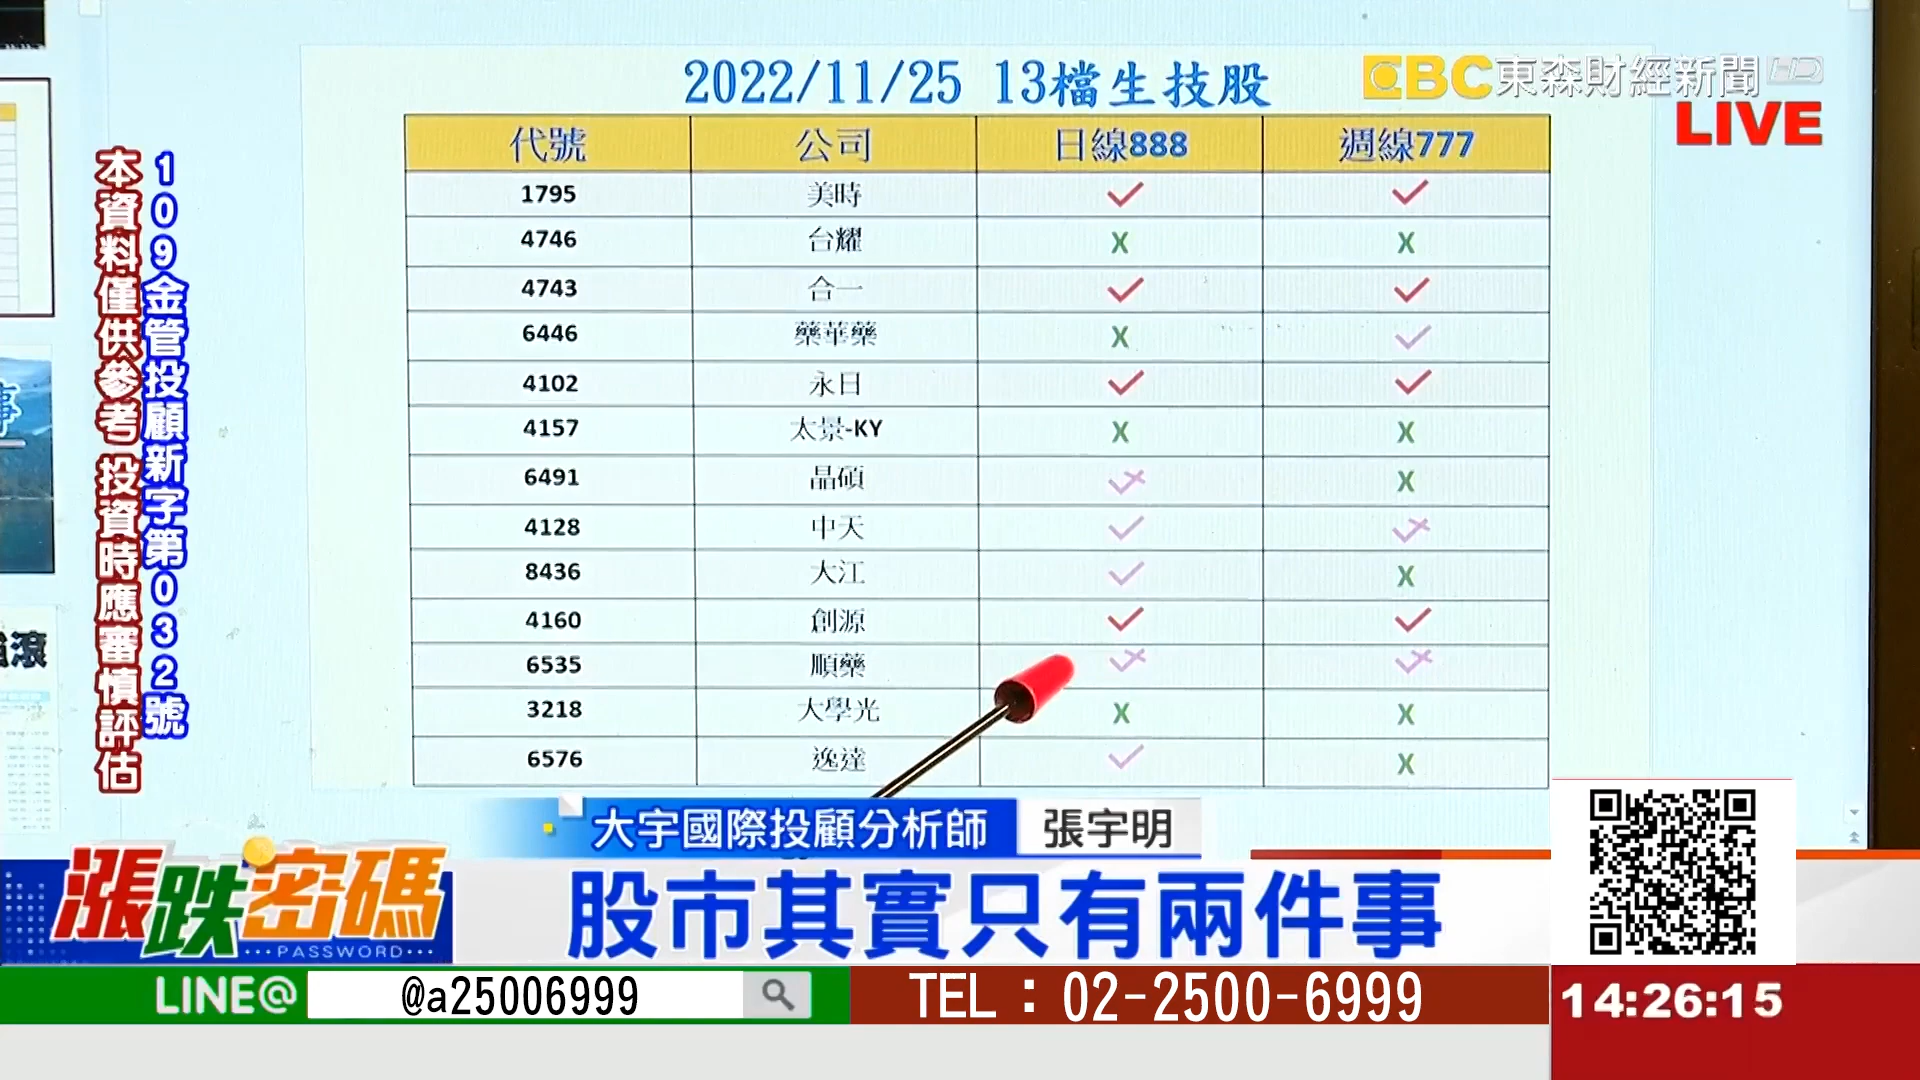 2022/11/25 13檔生技股
EBC東森財經新聞 HD
LIVE
109金管投顧新字第032號
本資料僅供參考 投資時應審慎評估
代號 公司 日線888 週線777
1795 美時 ✓ ✓
4746 台耀 X X
4743 合一 ✓ ✓
6446 藥華藥 X ✓
4102 永日 ✓ ✓
4157 太景-KY X X
6491 晶碩 X
4128 中天 ✓
8436 大江 ✓ X
4160 創源 ✓ ✓
6535 順藥
3218 大學光 X X
6576 逸達 ✓ X
事
滾
大宇國際投顧分析師 張宇明
漲跌密碼
PASSWORD
股市其實只有兩件事
LINE@ @a25006999
TEL：02-2500-6999
14:26:15